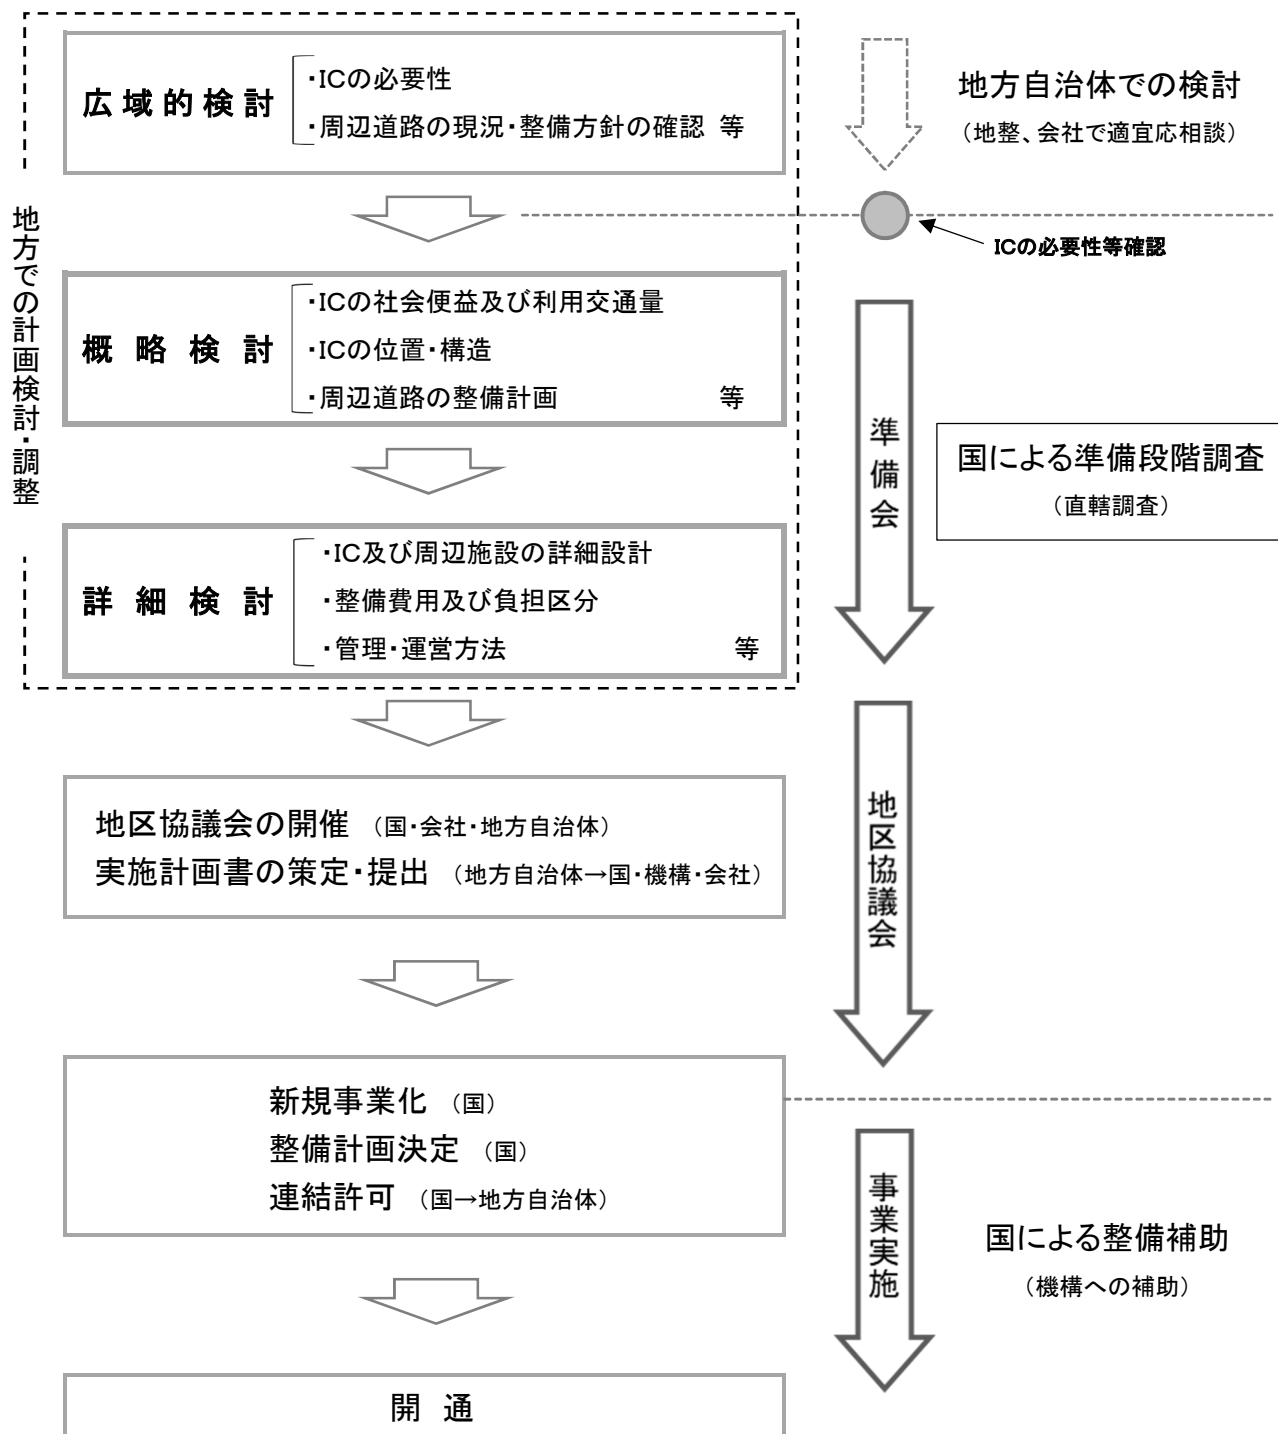 地方での計画検討・調整
広域的検討
・ICの必要性
・周辺道路の現況・整備方針の確認 等
概略検討
・ICの社会便益及び利用交通量
・ICの位置・構造
・周辺道路の整備計画 等
詳細検討
・IC及び周辺施設の詳細設計
・整備費用及び負担区分
・管理・運営方法 等
地区協議会の開催 （国・会社・地方自治体）
実施計画書の策定・提出 （地方自治体→国・機構・会社）
新規事業化 （国）
整備計画決定 （国）
連結許可 （国→地方自治体）
開通
地方自治体での検討
（地整、会社で適宜応相談）
ICの必要性等確認
準備会
国による準備段階調査
（直轄調査）
地区協議会
事業実施
国による整備補助
（機構への補助）